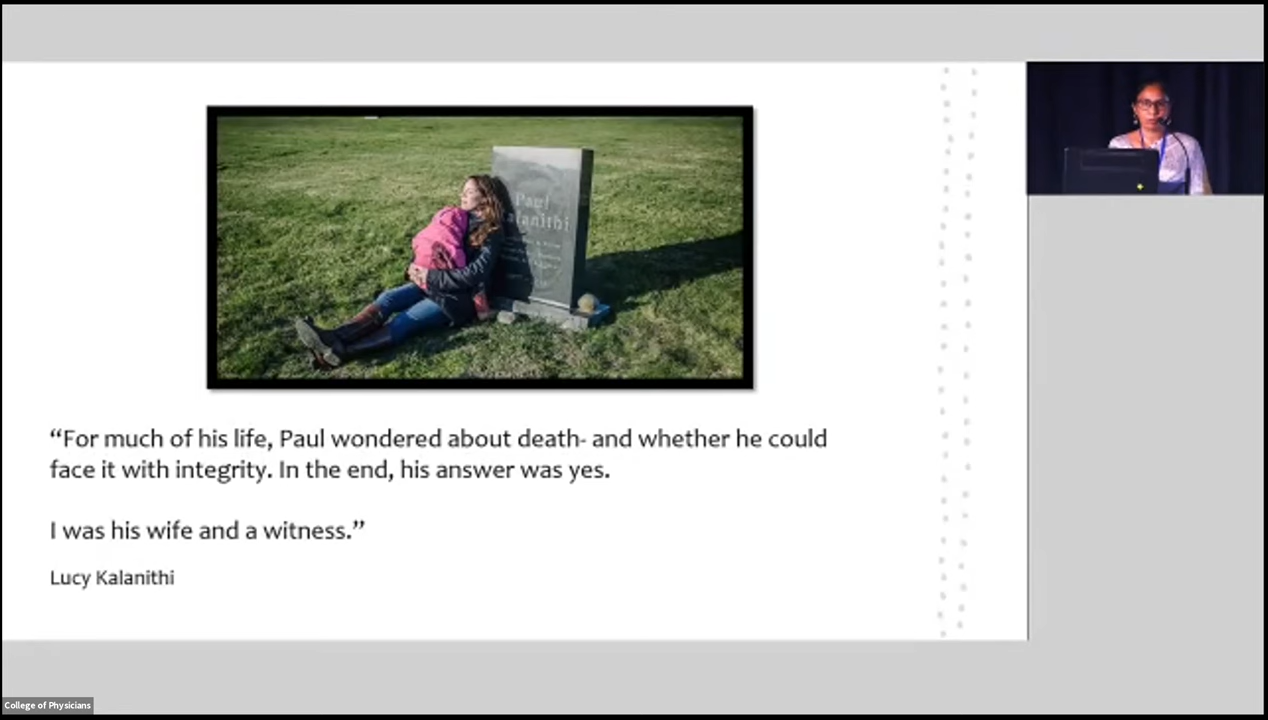 Paul
Kalanithi
“For much of his life, Paul wondered about death- and whether he could
face it with integrity. In the end, his answer was yes.
I was his wife and a witness.”
Lucy Kalanithi
College of Physicians